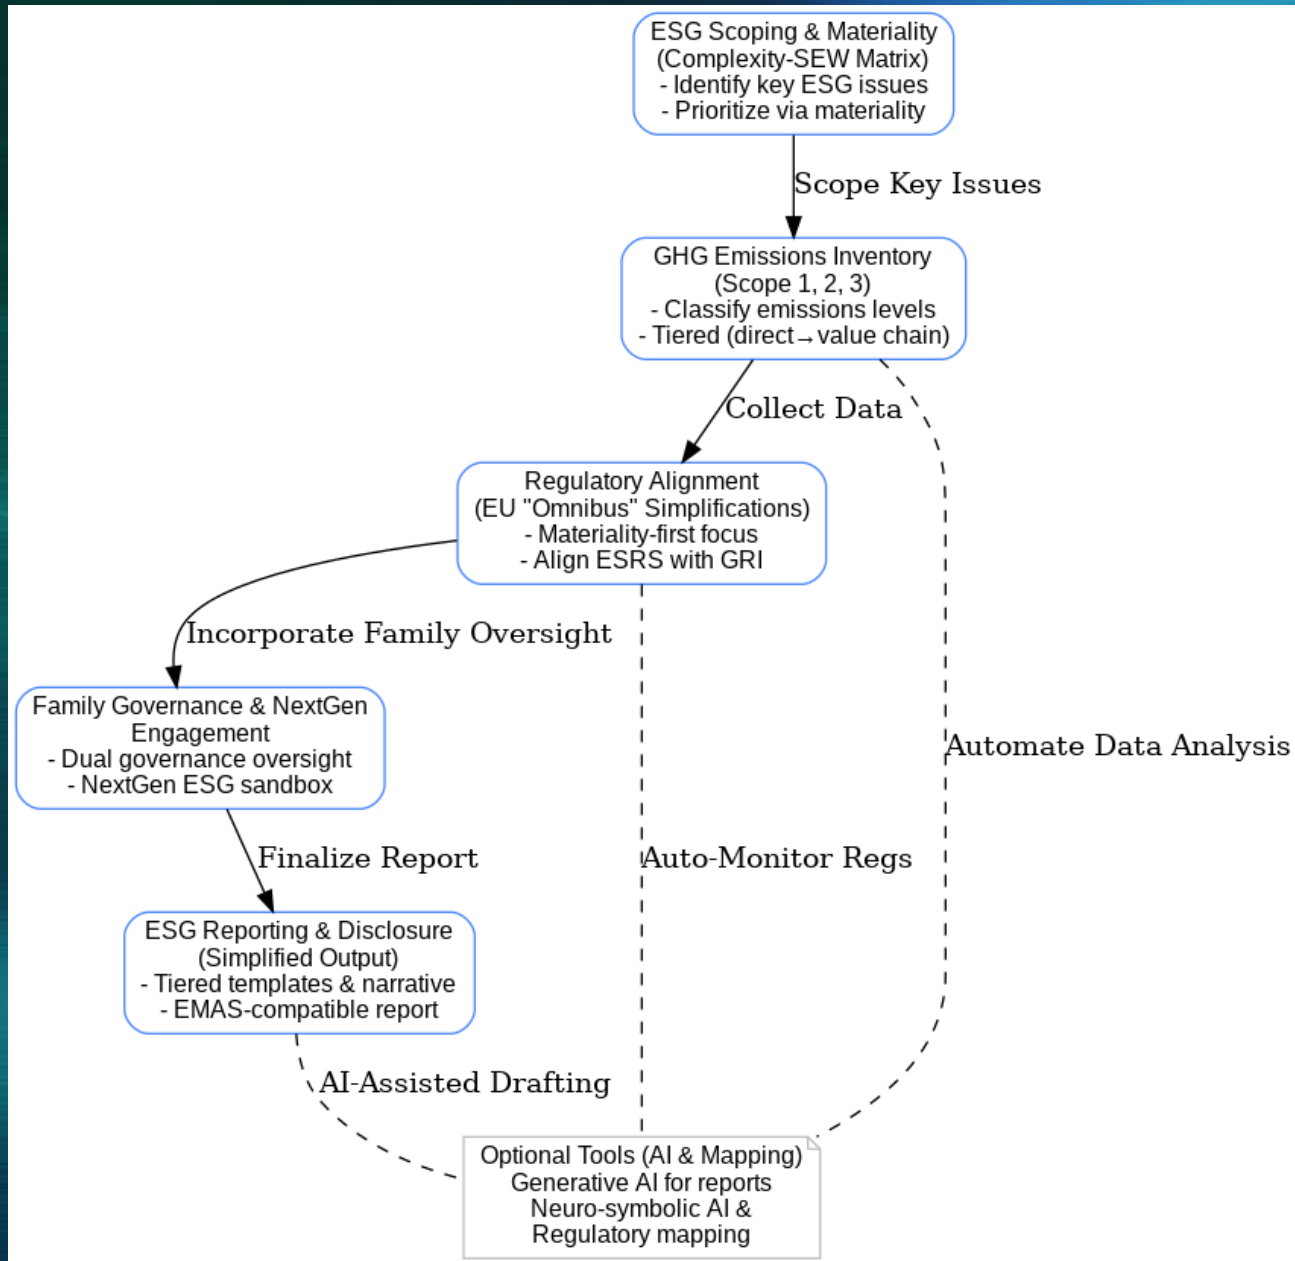 ESG Scoping & Materiality
(Complexity-SEW Matrix)
- Identify key ESG issues
- Prioritize via materiality
Scope Key Issues
GHG Emissions Inventory
(Scope 1, 2, 3)
- Classify emissions levels
- Tiered (direct→value chain)
Collect Data
Regulatory Alignment
(EU "Omnibus" Simplifications)
- Materiality-first focus
- Align ESRS with GRI
Incorporate Family Oversight
Family Governance & NextGen
Engagement
- Dual governance oversight
- NextGen ESG sandbox
Automate Data Analysis
Finalize Report
Auto-Monitor Regs
ESG Reporting & Disclosure
(Simplified Output)
- Tiered templates & narrative
- EMAS-compatible report
AI-Assisted Drafting
Optional Tools (AI & Mapping)
Generative AI for reports
Neuro-symbolic AI &
Regulatory mapping